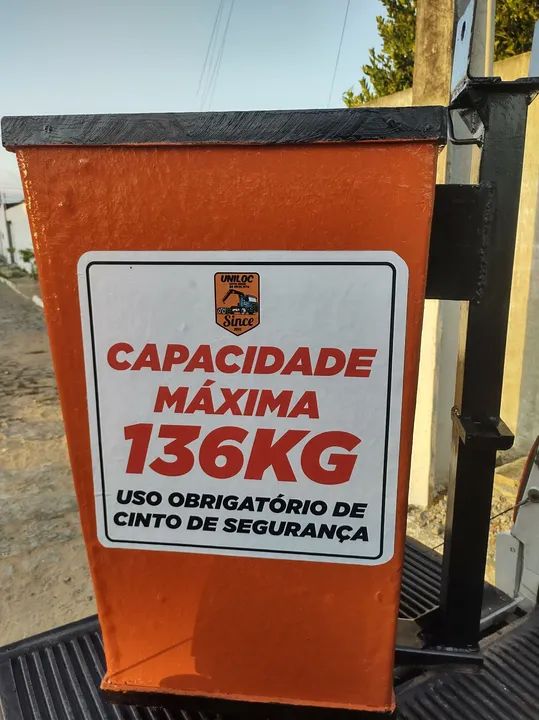 UNILOC
Since
CAPACIDADE
MÁXIMA
136KG
USO OBRIGATÓRIO DE
CINTO DE SEGURANÇA